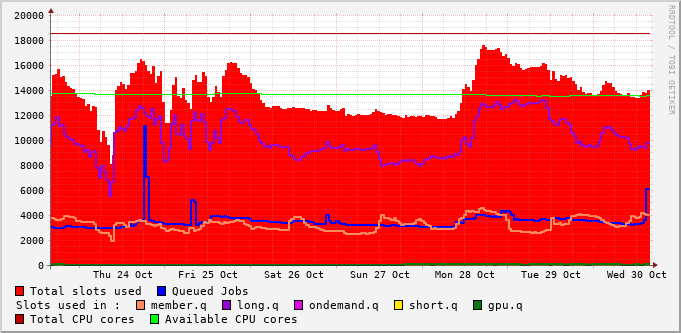 20000
18000
16000
14000
12000
10000
8000
6000
4000
2000
0
Thu 24 Oct Fri 25 Oct Sat 26 Oct Sun 27 Oct Mon 28 Oct Tue 29 Oct Wed 30 Oct
RRDTOOL / TOBI OETIKER
Total slots used Queued Jobs
Slots used in : member.q long.q ondemand.q short.q gpu.q
Total CPU cores Available CPU cores